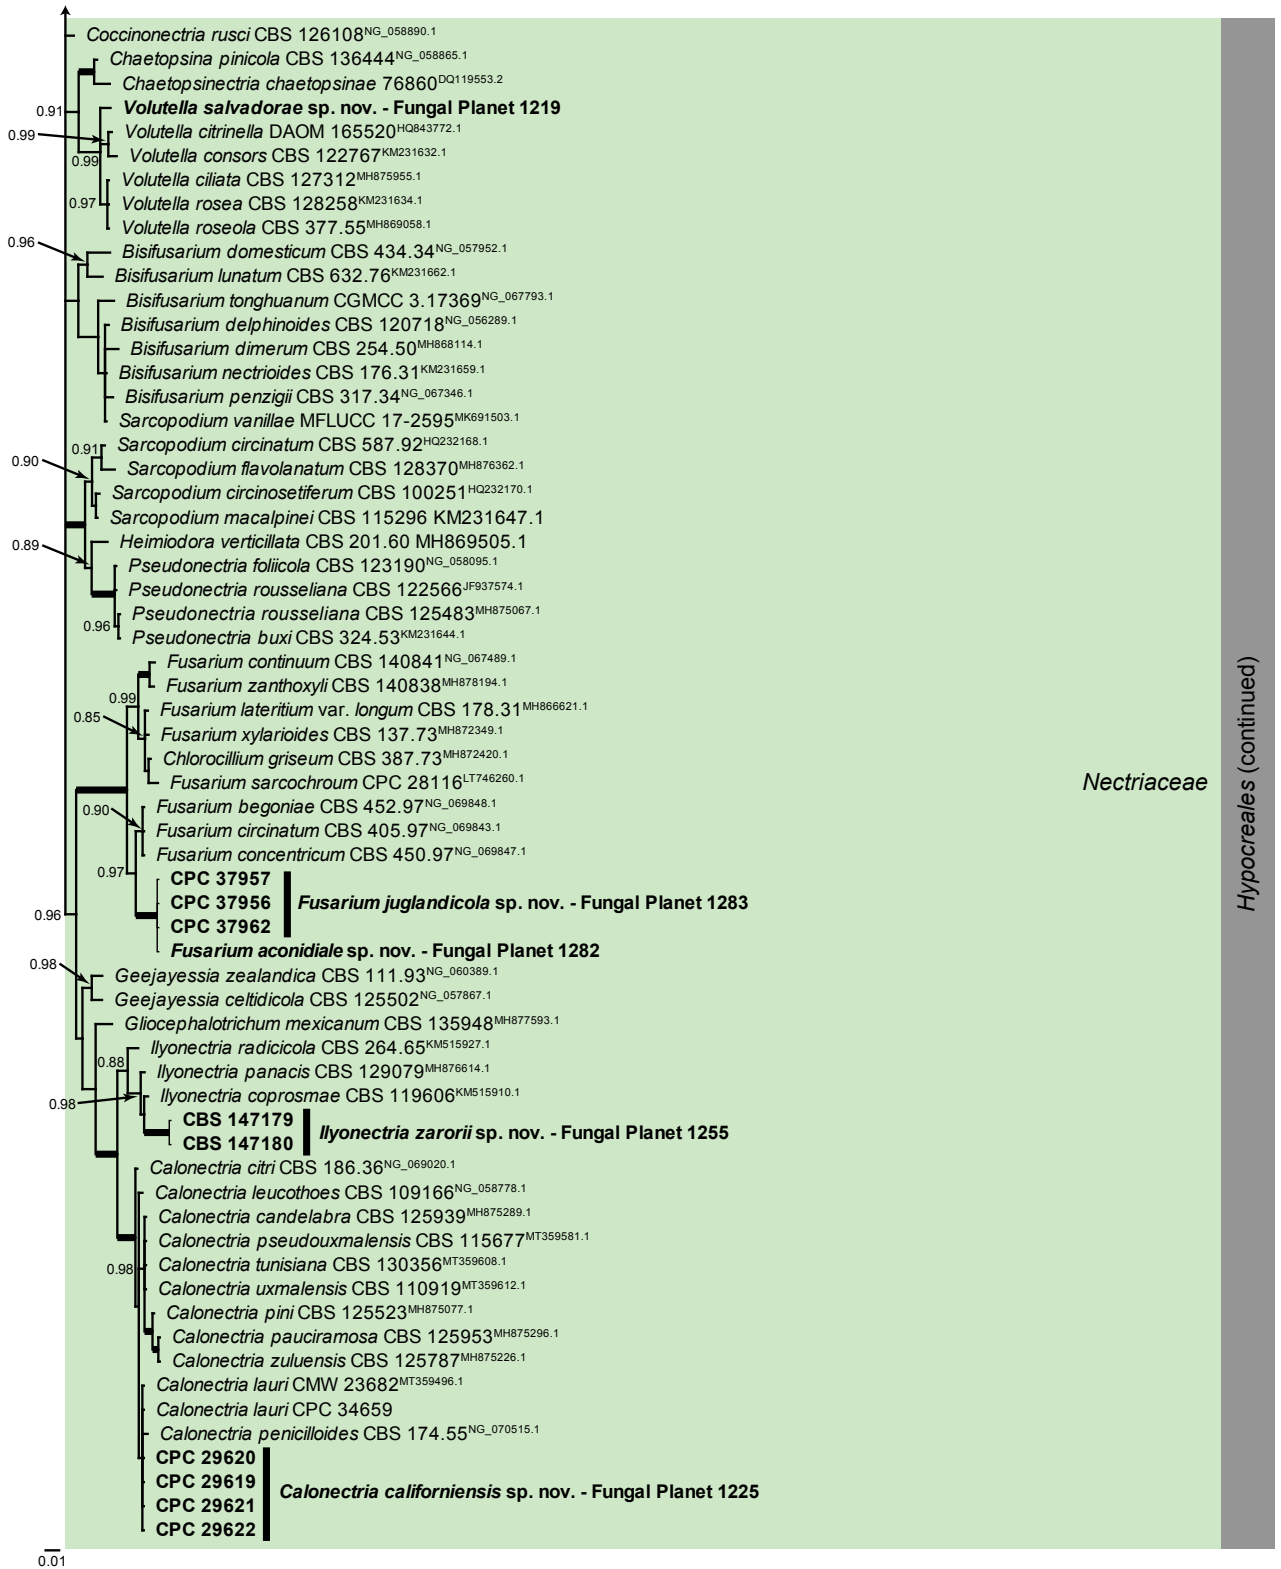 Coccinonectria rusci CBS 126108NG_058890.1
Chaetopsina pinicola CBS 136444NG_058865.1
Chaetopsinectria chaetopsinae 76860DQ119553.2
0.91
Volutella salvadorae sp. nov. - Fungal Planet 1219
0.99
Volutella citrinella DAOM 165520HQ843772.1
Volutella consors CBS 122767KM231632.1
0.99
Volutella ciliata CBS 127312MH875955.1
0.97
Volutella rosea CBS 128258KM231634.1
Volutella roseola CBS 377.55MH869058.1
0.96
Bisifusarium domesticum CBS 434.34NG_057952.1
Bisifusarium lunatum CBS 632.76KM231662.1
Bisifusarium tonghuanum CGMCC 3.17369NG_067793.1
Bisifusarium delphinoides CBS 120718NG_056289.1
Bisifusarium dimerum CBS 254.50MH868114.1
Bisifusarium nectrioides CBS 176.31KM231659.1
Bisifusarium penzigii CBS 317.34NG_067346.1
Sarcopodium vanillae MFLUCC 17-2595MK691503.1
0.91
Sarcopodium circinatum CBS 587.92HQ232168.1
0.90
Sarcopodium flavolanatum CBS 128370MH876362.1
Sarcopodium circinosetiferum CBS 100251HQ232170.1
Sarcopodium macalpinei CBS 115296 KM231647.1
0.89
Heimiodora verticillata CBS 201.60 MH869505.1
Pseudonectria foliicola CBS 123190NG_058095.1
Pseudonectria rousseliana CBS 122566JF937574.1
Pseudonectria rousseliana CBS 125483MH875067.1
0.96
Pseudonectria buxi CBS 324.53KM231644.1
Fusarium continuum CBS 140841NG_067489.1
Fusarium zanthoxyli CBS 140838MH878194.1
0.99
0.85
Fusarium lateritium var. longum CBS 178.31MH866621.1
Fusarium xylarioides CBS 137.73MH872349.1
Chlorocillium griseum CBS 387.73MH872420.1
Fusarium sarcochroum CPC 28116LT746260.1
0.90
Fusarium begoniae CBS 452.97NG_069848.1
Fusarium circinatum CBS 405.97NG_069843.1
Fusarium concentricum CBS 450.97NG_069847.1
0.97
CPC 37957
CPC 37956
CPC 37962
Fusarium juglandicola sp. nov. - Fungal Planet 1283
0.96
Fusarium aconidiale sp. nov. - Fungal Planet 1282
0.98
Geejayessia zealandica CBS 111.93NG_060389.1
Geejayessia celtidicola CBS 125502NG_057867.1
Gliocephalotrichum mexicanum CBS 135948MH877593.1
Ilyonectria radicicola CBS 264.65KM515927.1
0.88
Ilyonectria panacis CBS 129079MH876614.1
0.98
Ilyonectria coprosmae CBS 119606KM515910.1
CBS 147179
CBS 147180
Ilyonectria zarorii sp. nov. - Fungal Planet 1255
Calonectria citri CBS 186.36NG_069020.1
Calonectria leucothoes CBS 109166NG_058778.1
Calonectria candelabra CBS 125939MH875289.1
Calonectria pseudouxmalensis CBS 115677MT359581.1
0.98
Calonectria tunisiana CBS 130356MT359608.1
Calonectria uxmalensis CBS 110919MT359612.1
Calonectria pini CBS 125523MH875077.1
Calonectria pauciramosa CBS 125953MH875296.1
Calonectria zuluensis CBS 125787MH875226.1
Calonectria lauri CMW 23682MT359496.1
Calonectria lauri CPC 34659
Calonectria penicilloides CBS 174.55NG_070515.1
CPC 29620
CPC 29619
CPC 29621
CPC 29622
Calonectria californiensis sp. nov. - Fungal Planet 1225
0.01
Nectriaceae
Hypocreales (continued)